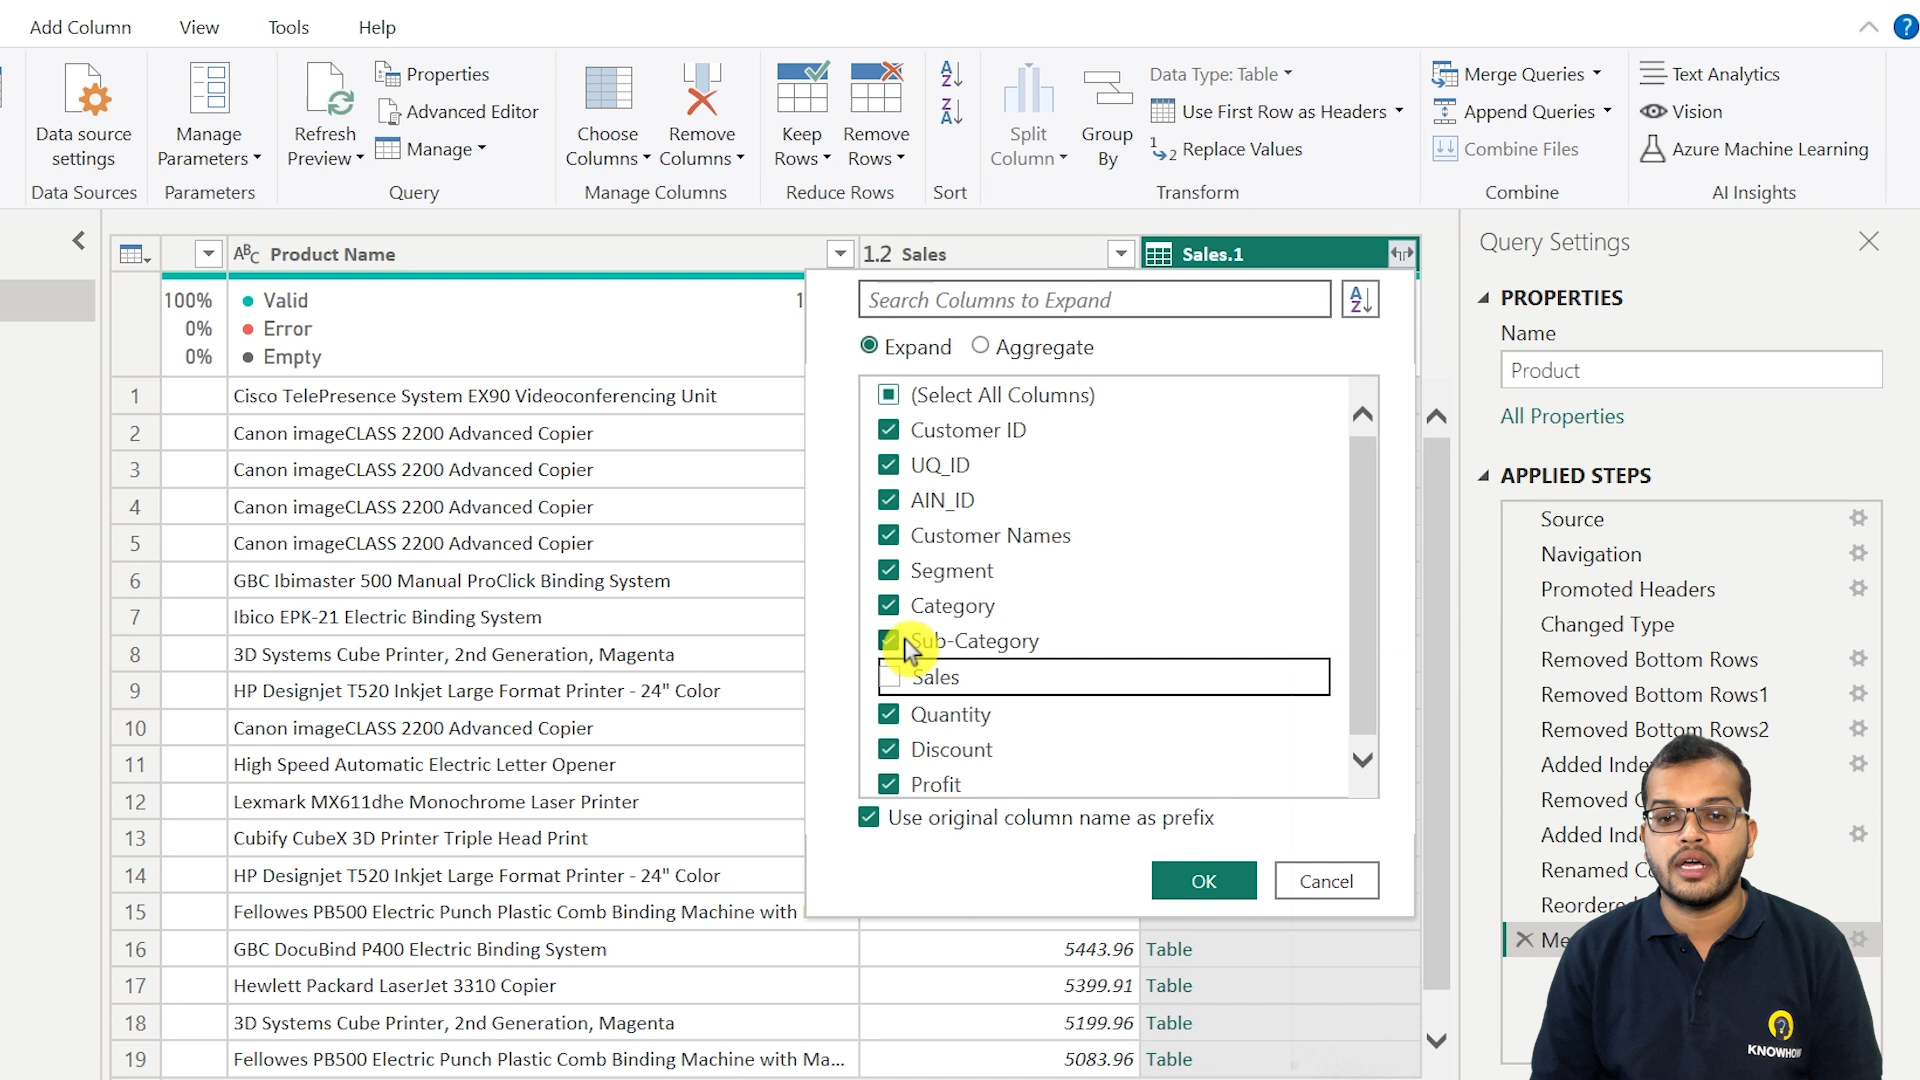 Add Column View Tools Help
Data source settings
Data Sources
Manage Parameters
Parameters
Refresh Preview
Properties
Advanced Editor
Manage
Query
Choose Columns
Remove Columns
Manage Columns
Keep Rows
Remove Rows
Reduce Rows
A Z
Z A
Sort
Split Column
Group By
Data Type: Table
Use First Row as Headers
1 2 Replace Values
Transform
Merge Queries
Append Queries
Combine Files
Combine
Text Analytics
Vision
Azure Machine Learning
AI Insights
?
ABC Product Name
1.2 Sales
Sales.1
100% Valid 1
0% Error
0% Empty
1 Cisco TelePresence System EX90 Videoconferencing Unit
2 Canon imageCLASS 2200 Advanced Copier
3 Canon imageCLASS 2200 Advanced Copier
4 Canon imageCLASS 2200 Advanced Copier
5 Canon imageCLASS 2200 Advanced Copier
6 GBC Ibimaster 500 Manual ProClick Binding System
7 Ibico EPK-21 Electric Binding System
8 3D Systems Cube Printer, 2nd Generation, Magenta
9 HP Designjet T520 Inkjet Large Format Printer - 24" Color
10 Canon imageCLASS 2200 Advanced Copier
11 High Speed Automatic Electric Letter Opener
12 Lexmark MX611dhe Monochrome Laser Printer
13 Cubify CubeX 3D Printer Triple Head Print
14 HP Designjet T520 Inkjet Large Format Printer - 24" Color
15 Fellowes PB500 Electric Punch Plastic Comb Binding Machine with
16 GBC DocuBind P400 Electric Binding System 5443.96 Table
17 Hewlett Packard LaserJet 3310 Copier 5399.91 Table
18 3D Systems Cube Printer, 2nd Generation, Magenta 5199.96 Table
19 Fellowes PB500 Electric Punch Plastic Comb Binding Machine with Ma... 5083.96 Table
Search Columns to Expand
A Z
Expand Aggregate
(Select All Columns)
Customer ID
UQ_ID
AIN_ID
Customer Names
Segment
Category
Sub-Category
Sales
Quantity
Discount
Profit
Use original column name as prefix
OK Cancel
Query Settings
PROPERTIES
Name
Product
All Properties
APPLIED STEPS
Source
Navigation
Promoted Headers
Changed Type
Removed Bottom Rows
Removed Bottom Rows1
Removed Bottom Rows2
Added Inde
Removed
Added Ind
Renamed C
Reordere
Me
KNOWHOW